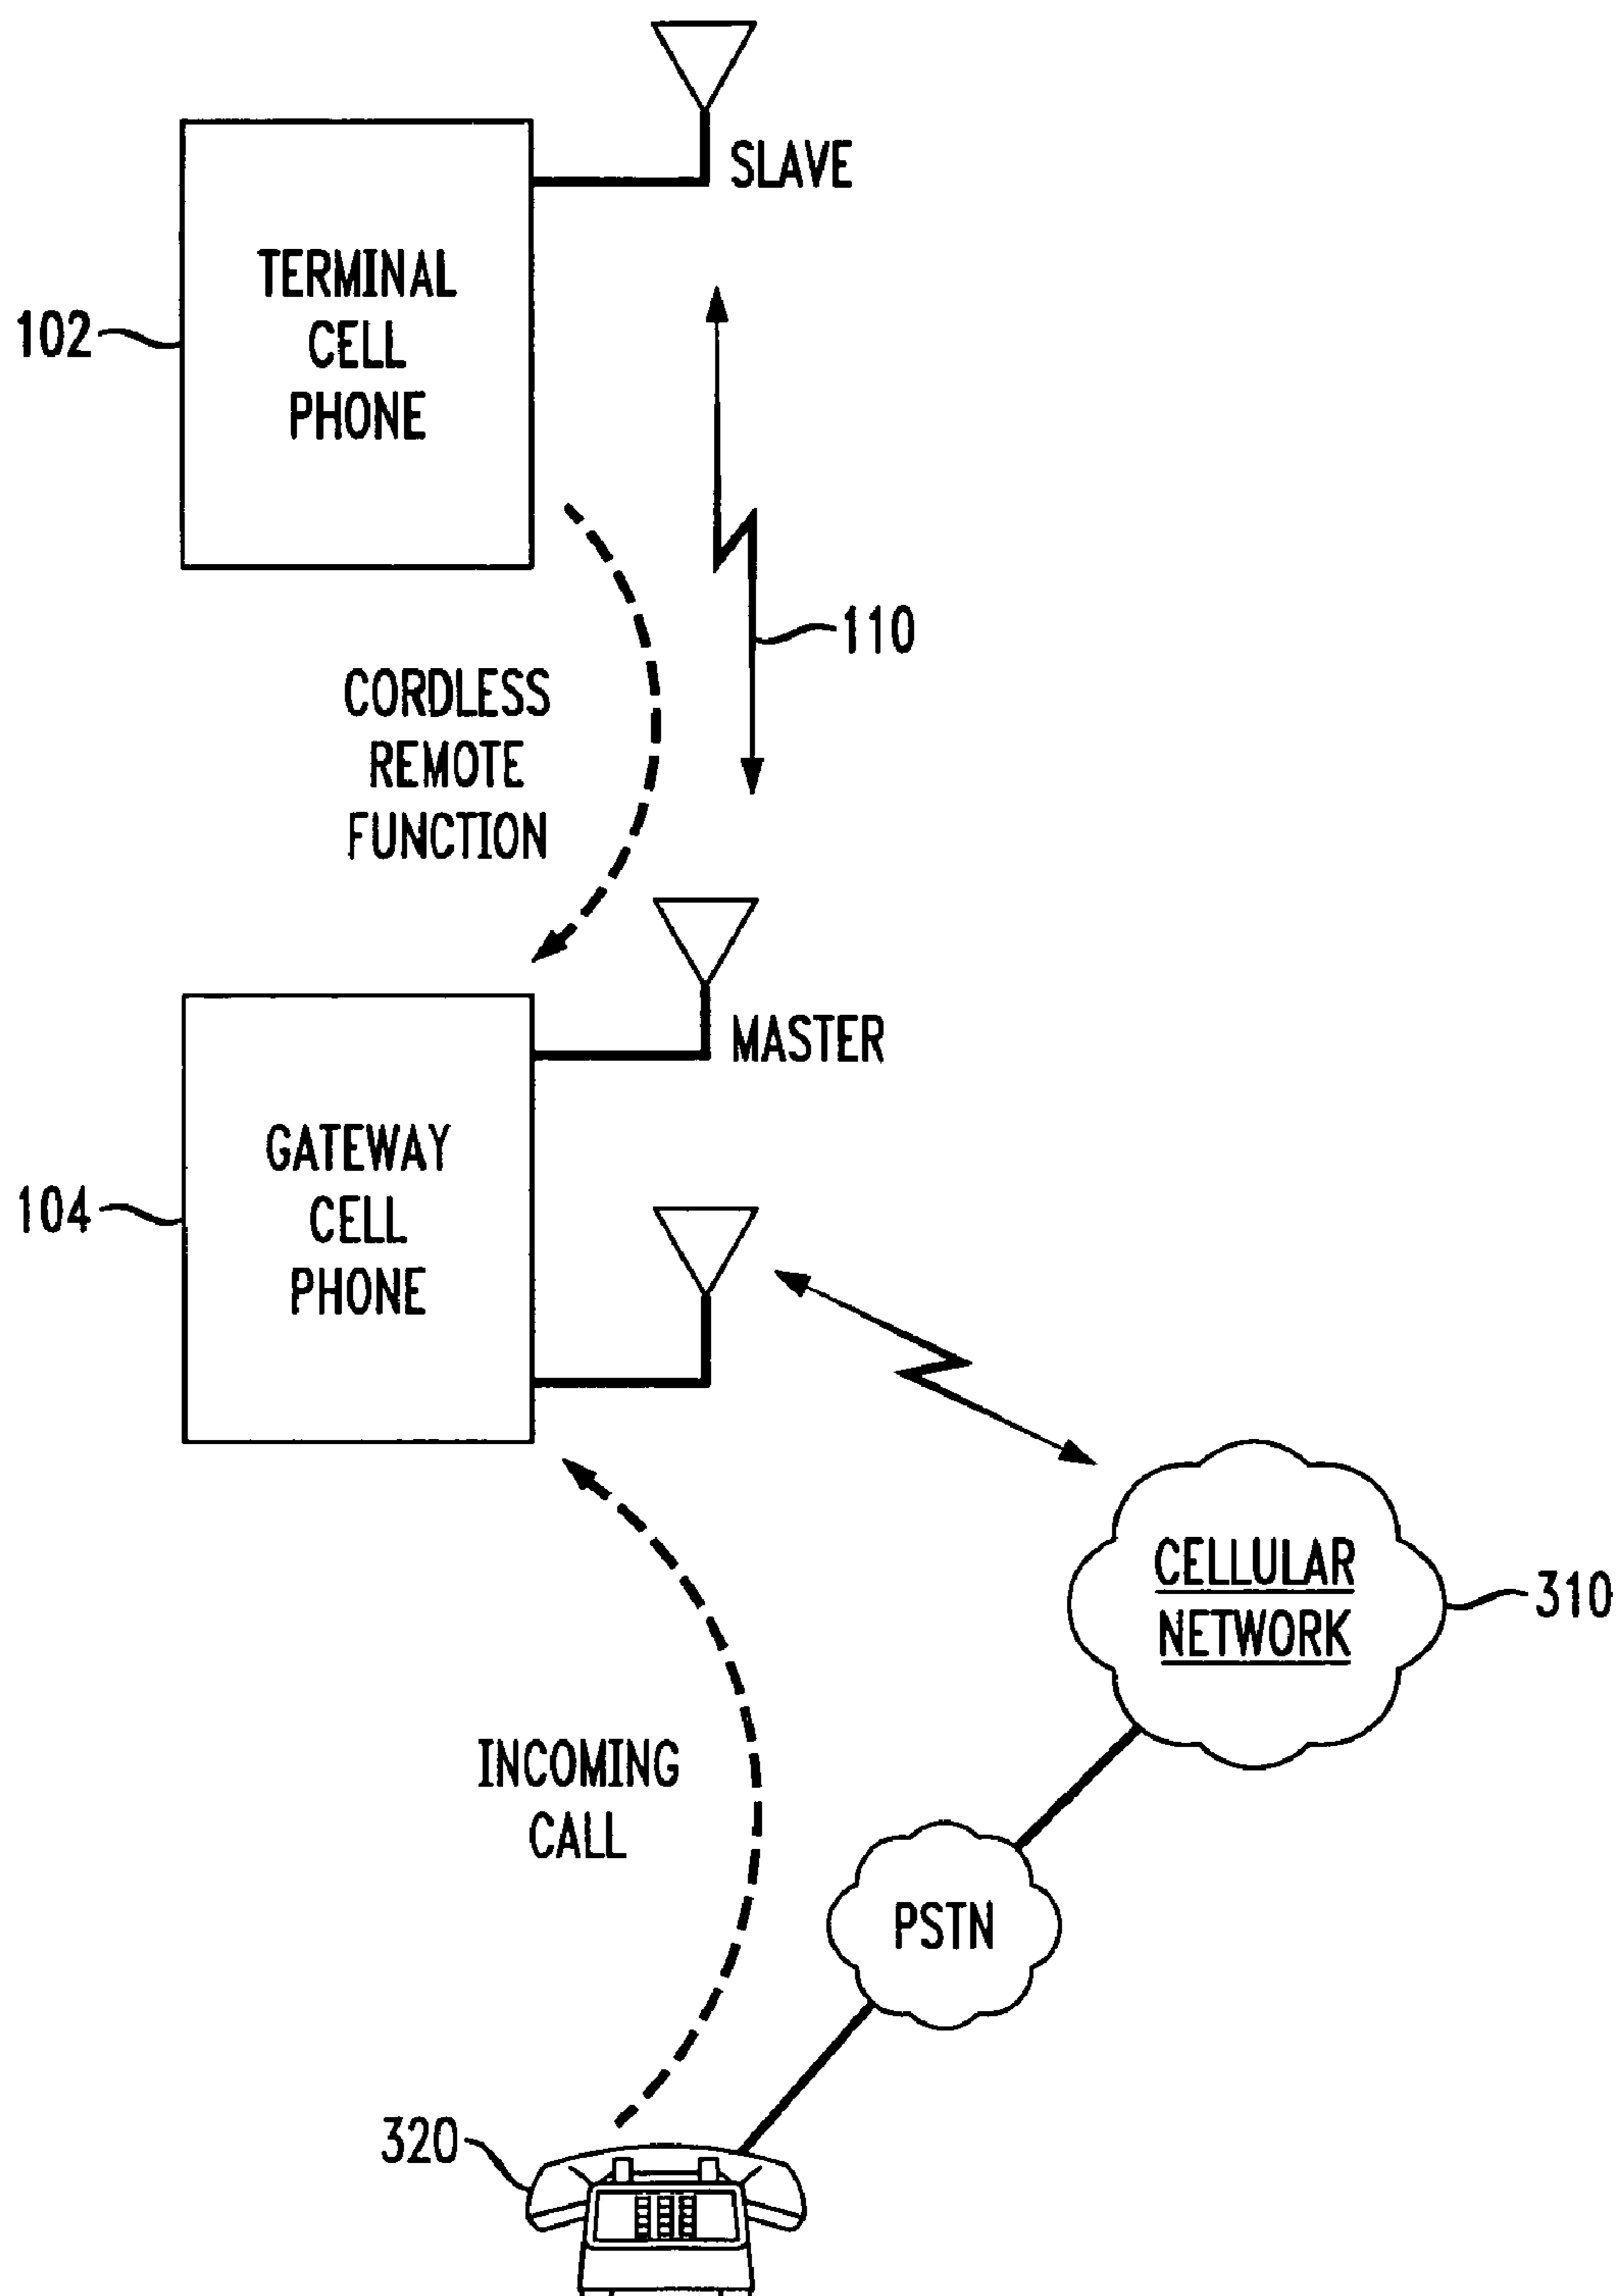 SLAVE
TERMINAL
CELL
PHONE
102
110
CORDLESS
REMOTE
FUNCTION
MASTER
GATEWAY
CELL
PHONE
104
CELLULAR
NETWORK
310
INCOMING
CALL
PSTN
320